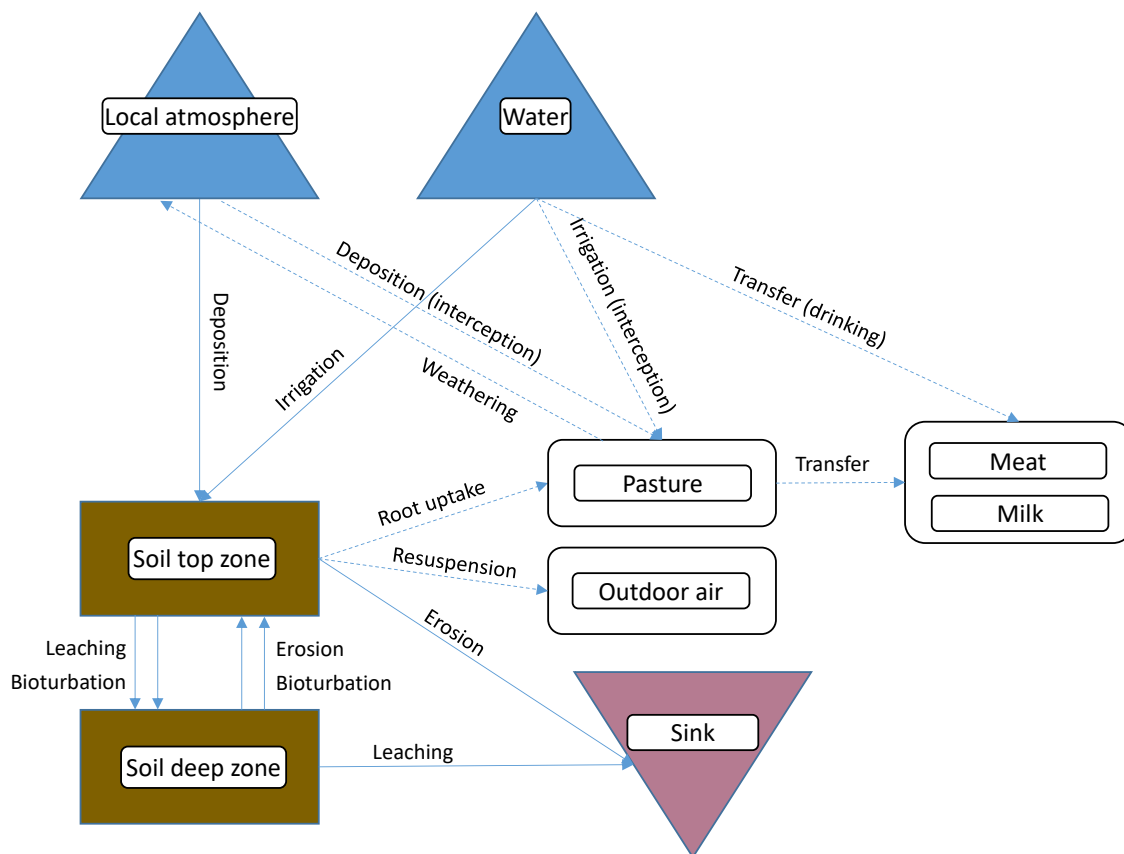 Local atmosphere
Water
Deposition
Deposition (interception)
Weathering
Irrigation
Irrigation (interception)
Transfer (drinking)
Root uptake
Pasture
Transfer
Meat
Milk
Soil top zone
Resuspension
Outdoor air
Erosion
Leaching
Bioturbation
Erosion
Bioturbation
Sink
Soil deep zone
Leaching